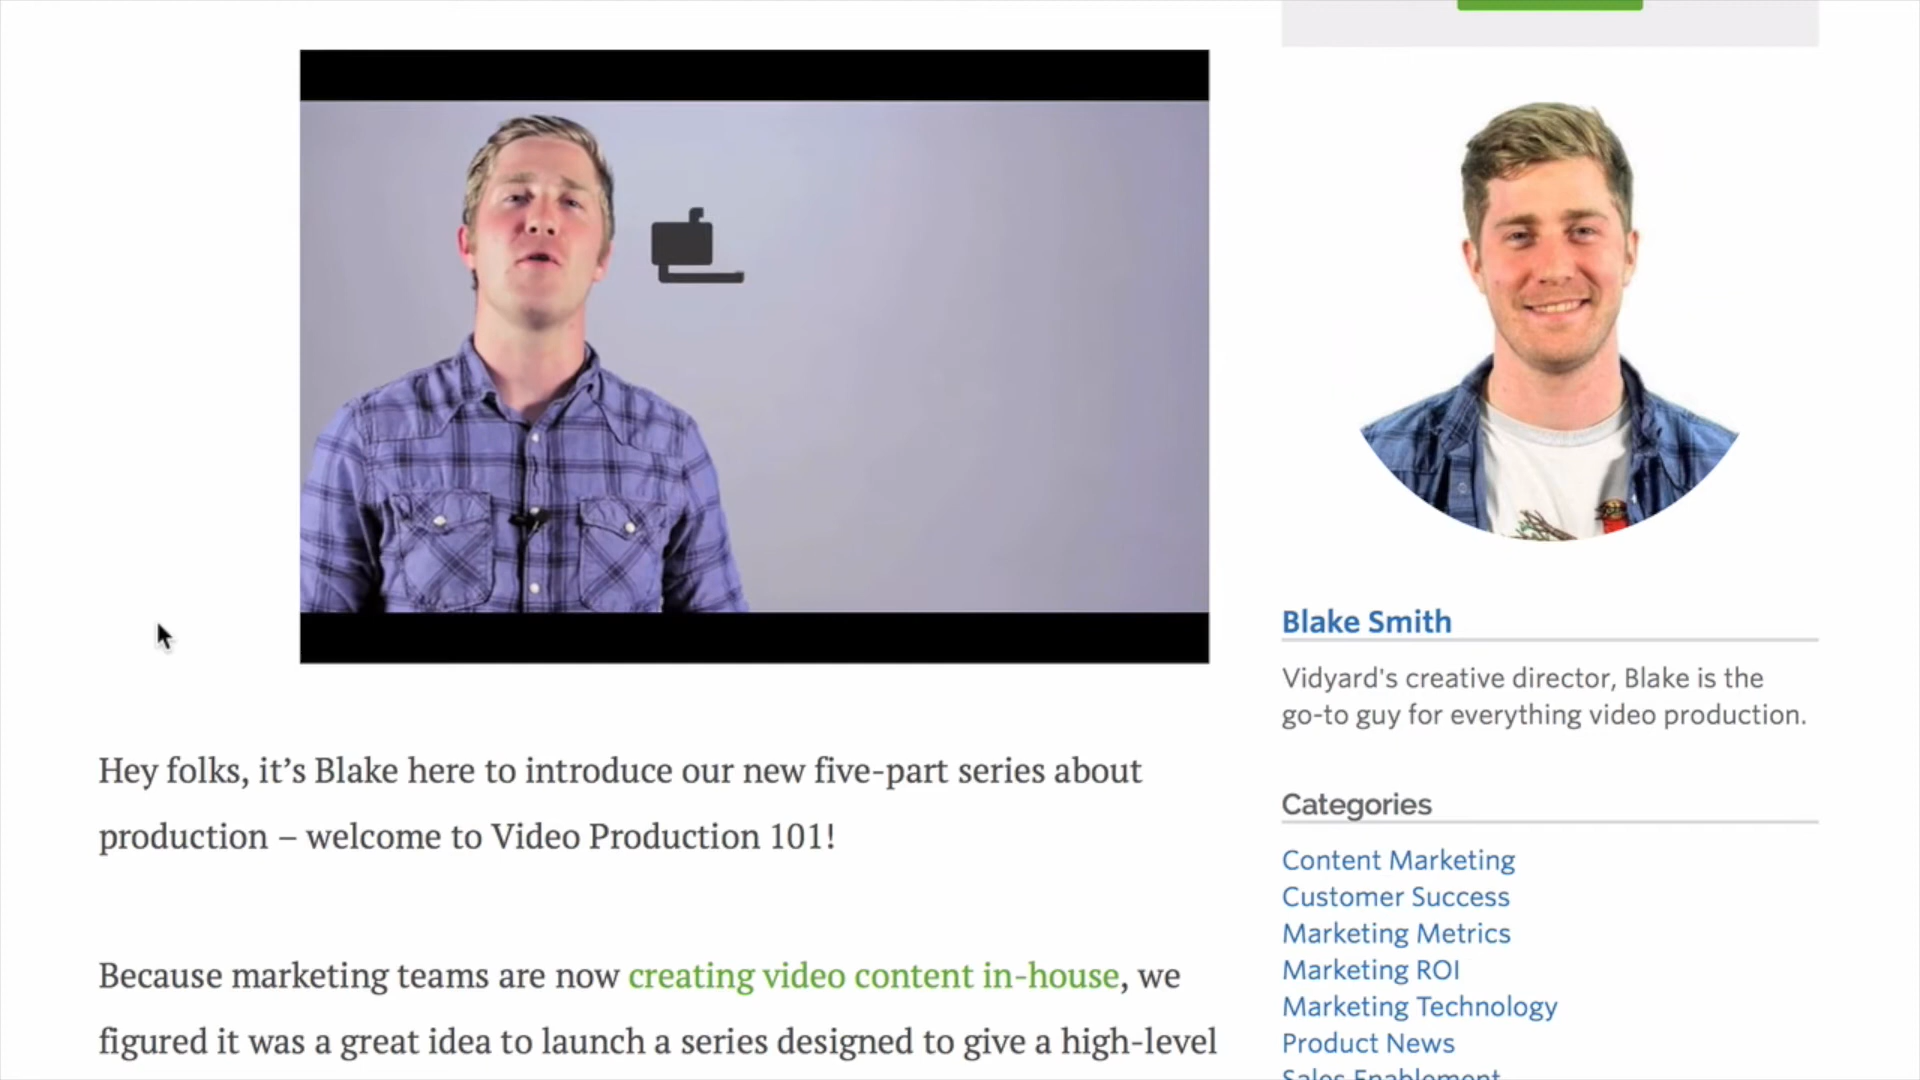 Hey folks, it’s Blake here to introduce our new five-part series about
production – welcome to Video Production 101!
Because marketing teams are now creating video content in-house, we
figured it was a great idea to launch a series designed to give a high-level
Blake Smith
Vidyard's creative director, Blake is the
go-to guy for everything video production.
Categories
Content Marketing
Customer Success
Marketing Metrics
Marketing ROI
Marketing Technology
Product News
Sales Enablement